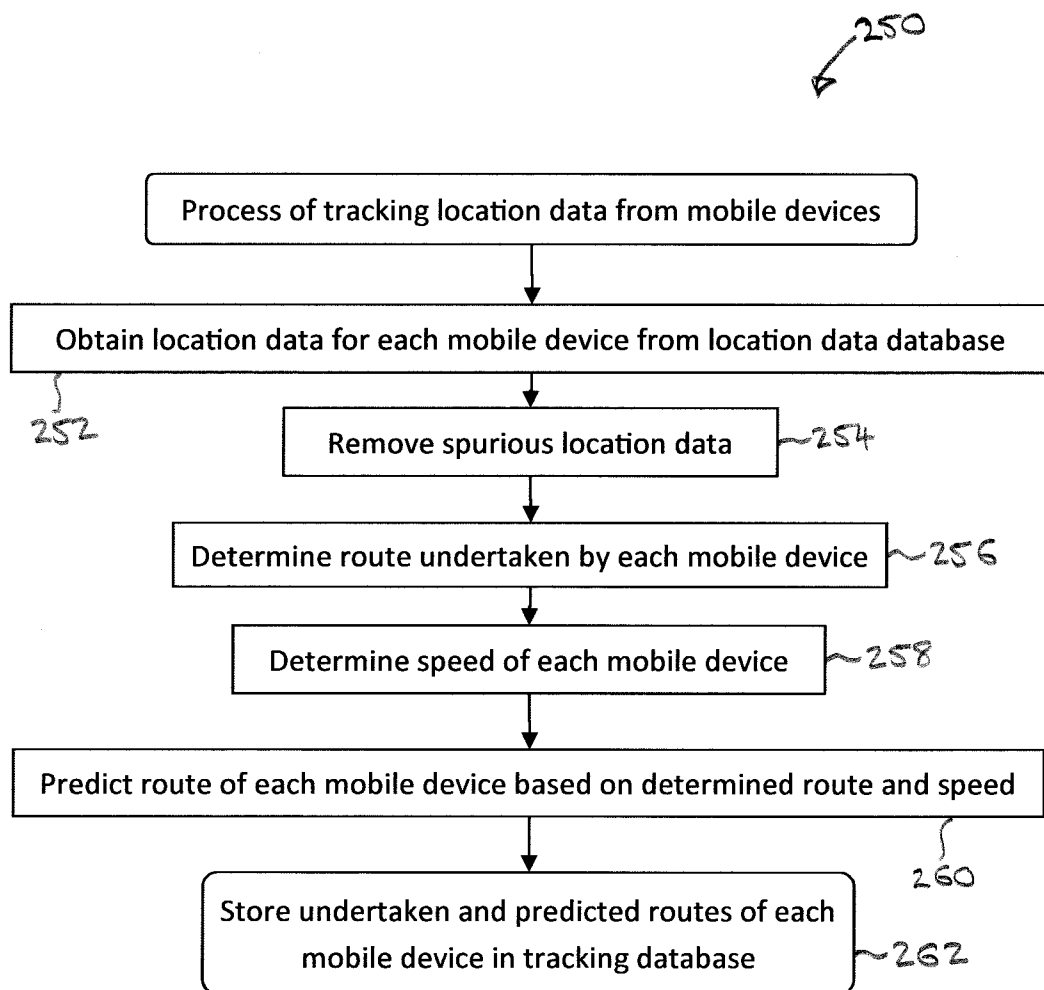 250
Process of tracking location data from mobile devices
Obtain location data for each mobile device from location data database
252
Remove spurious location data
254
Determine route undertaken by each mobile device
256
Determine speed of each mobile device
258
Predict route of each mobile device based on determined route and speed
260
Store undertaken and predicted routes of each
mobile device in tracking database
262